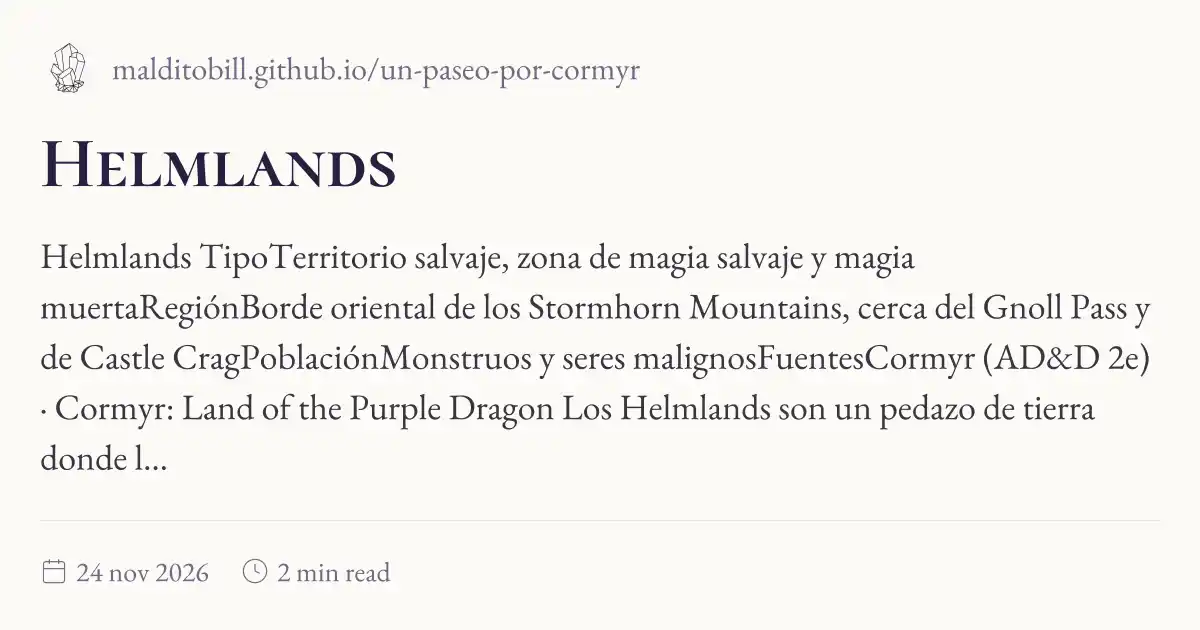 malditobill.github.io/un-paseo-por-cormyr
Helmlands
Helmlands TipoTerritorio salvaje, zona de magia salvaje y magia
muertaRegiónBorde oriental de los Stormhorn Mountains, cerca del Gnoll Pass y
de Castle CragPoblaciónMonstruos y seres malignosFuentesCormyr (AD&D 2e)
· Cormyr: Land of the Purple Dragon Los Helmlands son un pedazo de tierra
donde l...
24 nov 2026 2 min read